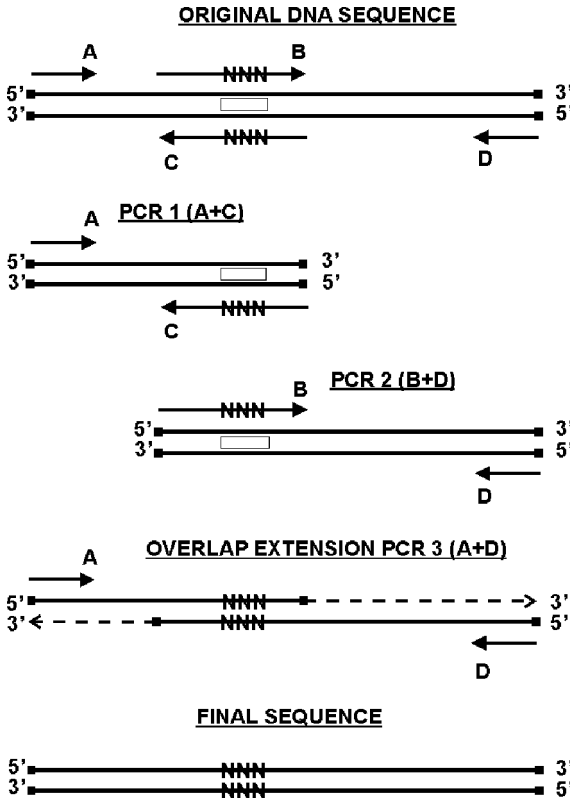 ORIGINAL DNA SEQUENCE
A B
NNN
5' 3'
3' 5'
NNN
C D
PCR 1 (A+C)
A
5' 3'
3' 5'
NNN
C
PCR 2 (B+D)
B
NNN
5' 3'
3' 5'
D
OVERLAP EXTENSION PCR 3 (A+D)
A
5' NNN 3'
3' NNN 5'
D
FINAL SEQUENCE
5' NNN 3'
3' NNN 5'